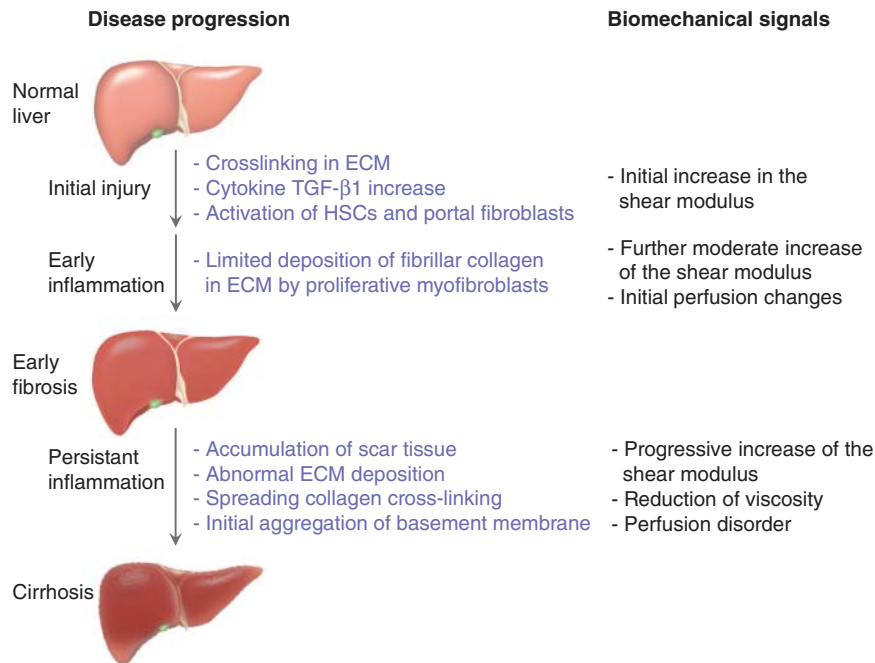 Disease progression
Biomechanical signals
Normal
liver
Initial injury
- Crosslinking in ECM
- Cytokine TGF-β1 increase
- Activation of HSCs and portal fibroblasts
- Initial increase in the
shear modulus
Early
inflammation
- Limited deposition of fibrillar collagen
in ECM by proliferative myofibroblasts
- Further moderate increase
of the shear modulus
- Initial perfusion changes
Early
fibrosis
Persistant
inflammation
- Accumulation of scar tissue
- Abnormal ECM deposition
- Spreading collagen cross-linking
- Initial aggregation of basement membrane
- Progressive increase of the
shear modulus
- Reduction of viscosity
- Perfusion disorder
Cirrhosis